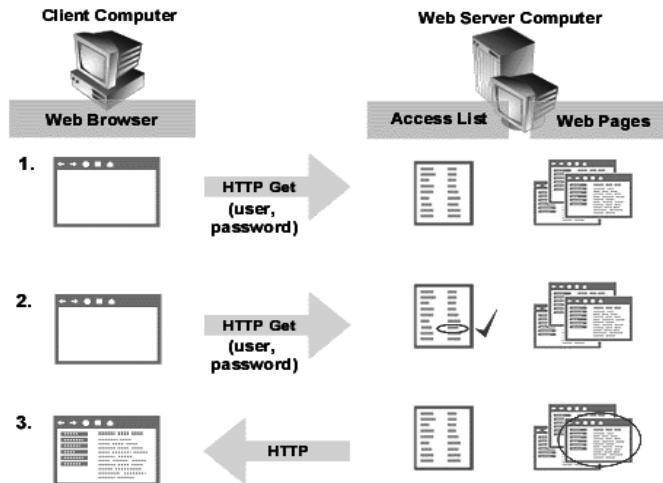 Client Computer
Web Server Computer
Web Browser
Access List
Web Pages
1.
HTTP Get
(user,
password)
2.
HTTP Get
(user,
password)
3.
HTTP